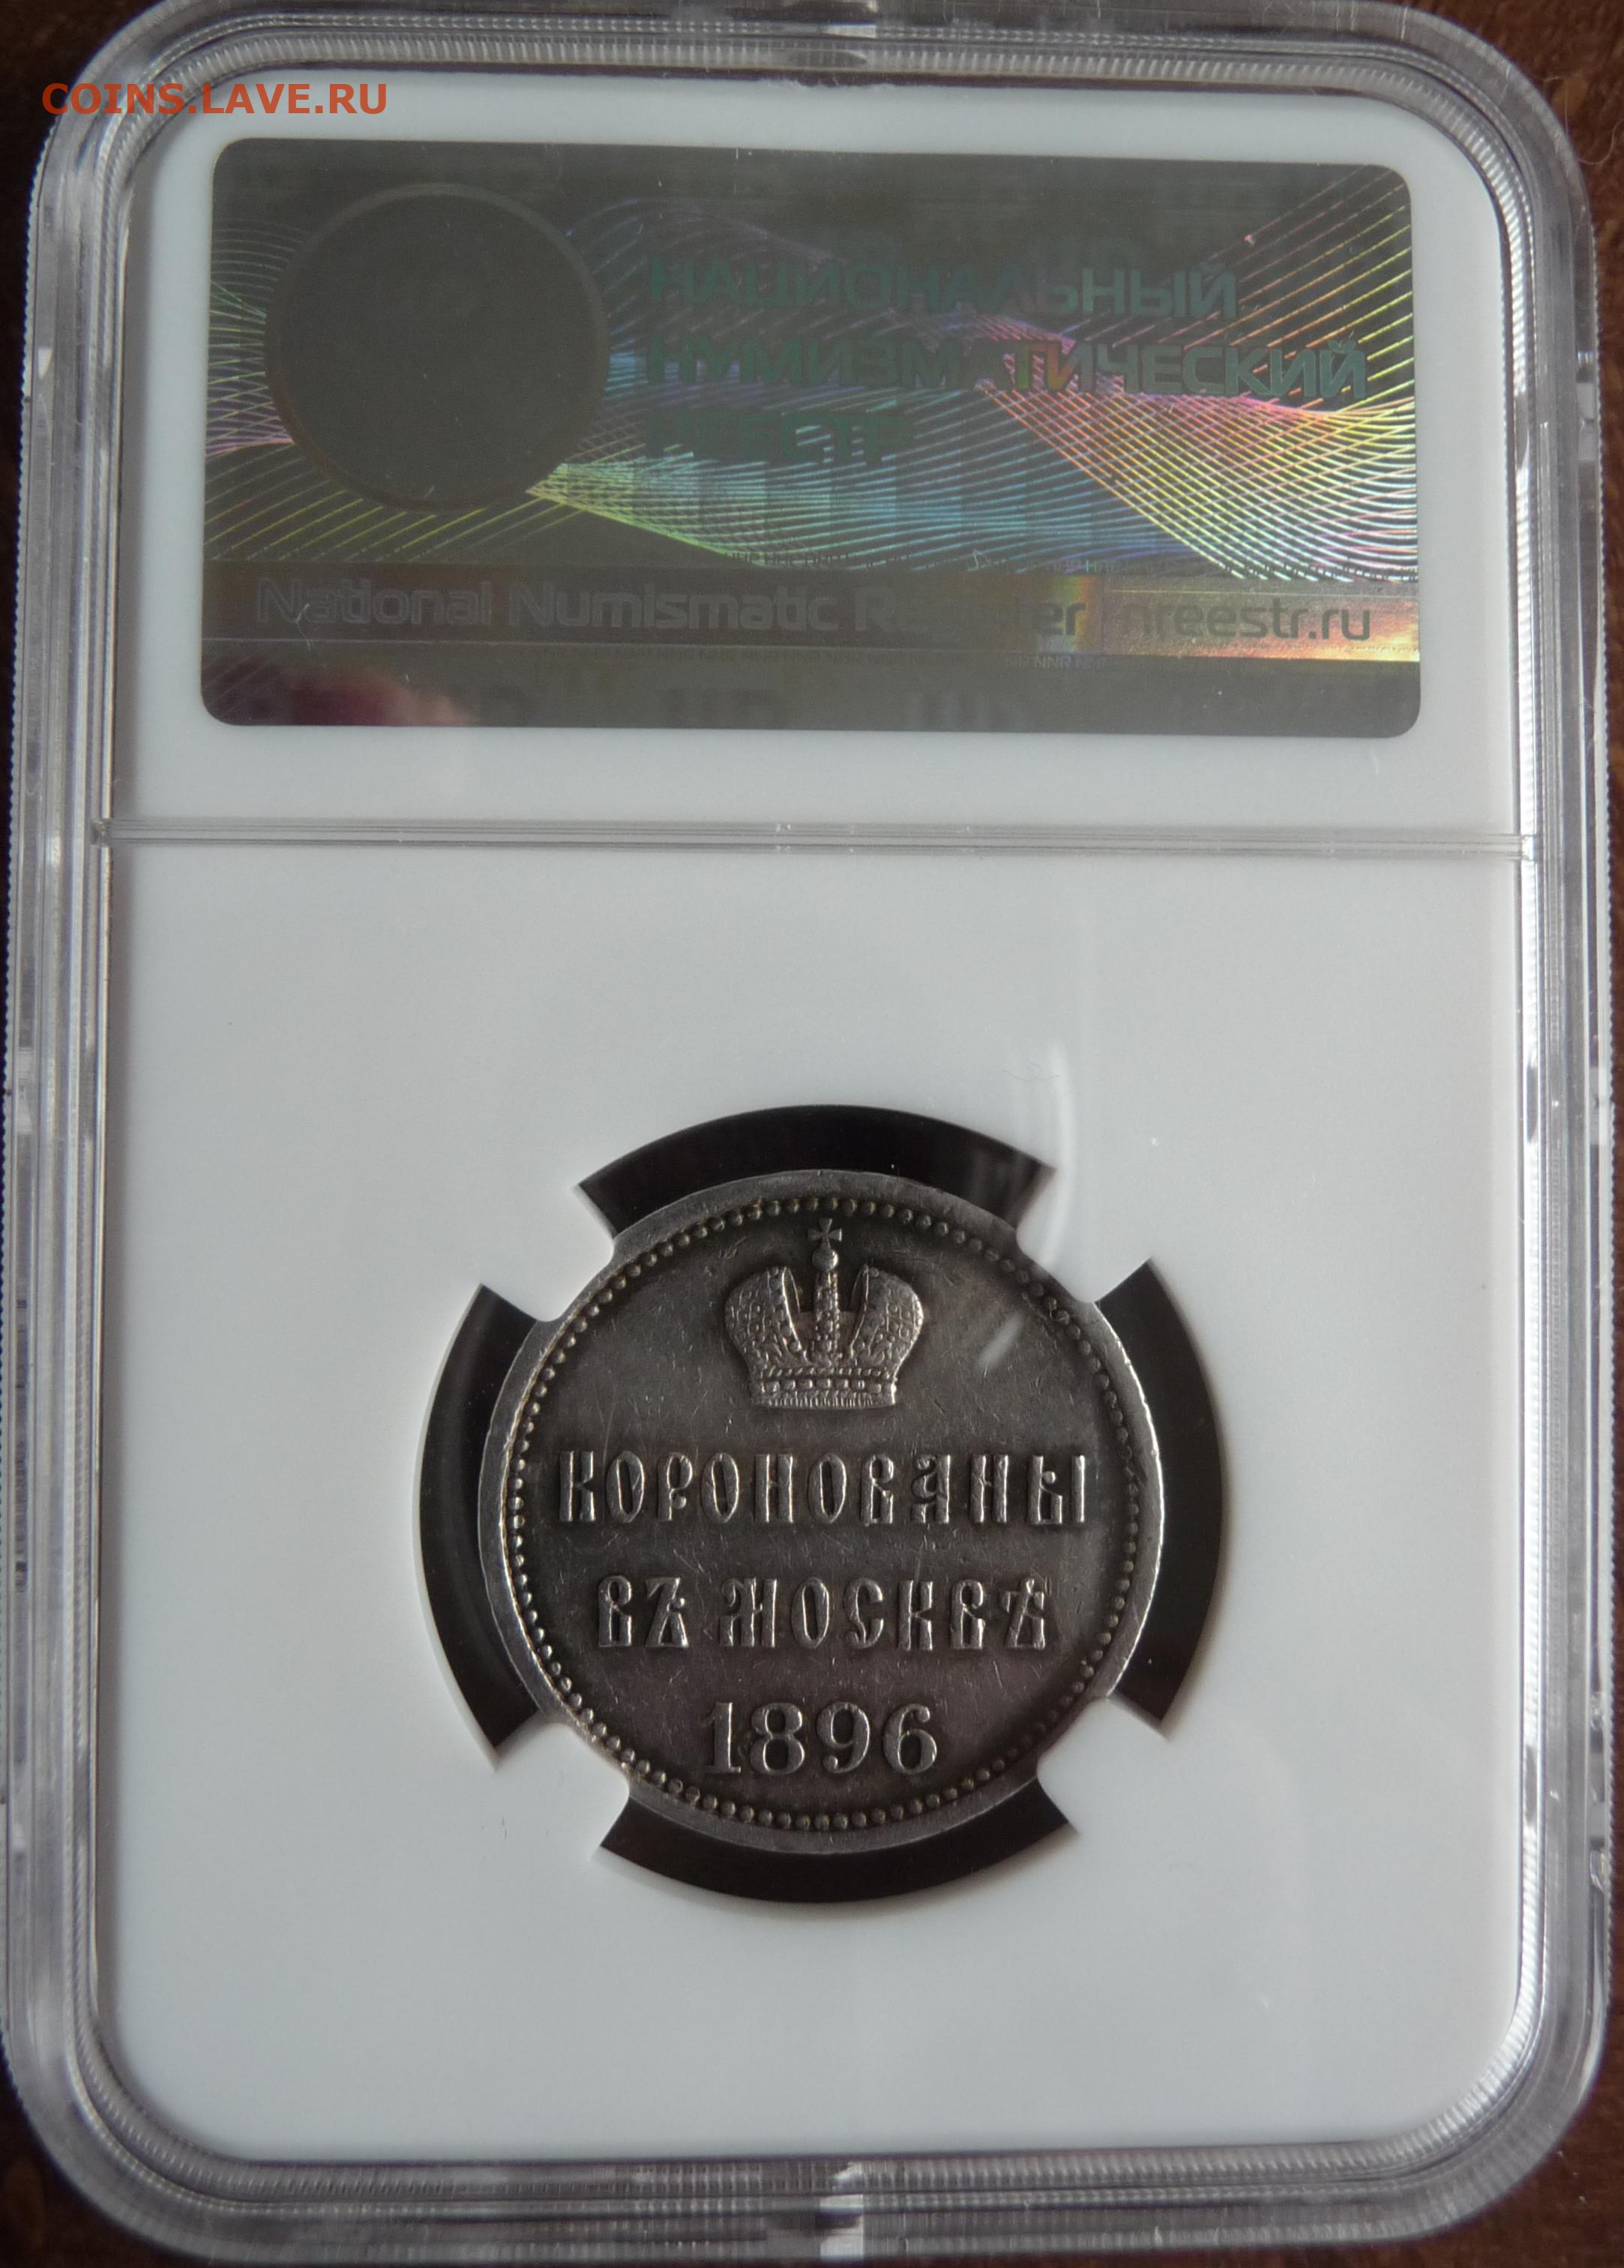 COINS.LAVE.RU
НАЦИОНАЛЬНЫЙ
НУМИЗМАТИЧЕСКИЙ
РЕЕСТР
National Numismatic Register nreestr.ru
КОРОНОВАНЫ
ВЪ МОСКВѢ
1896